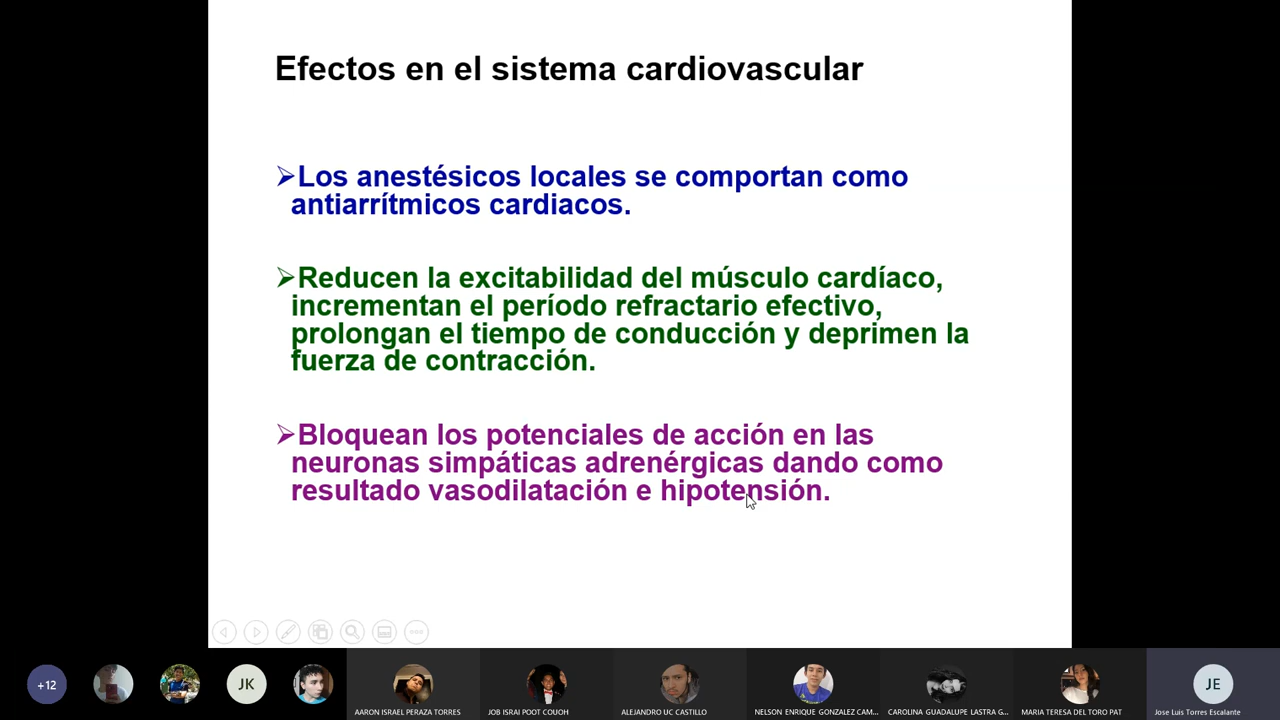 Efectos en el sistema cardiovascular
➢Los anestésicos locales se comportan como
antiarrítmicos cardiacos.
➢Reducen la excitabilidad del músculo cardíaco,
incrementan el período refractario efectivo,
prolongan el tiempo de conducción y deprimen la
fuerza de contracción.
➢Bloquean los potenciales de acción en las
neuronas simpáticas adrenérgicas dando como
resultado vasodilatación e hipotensión.
+12
JK
JE
AARON ISRAEL PERAZA TORRES
JOB ISRAI POOT COUOH
ALEJANDRO UC CASTILLO
NELSON ENRIQUE GONZALEZ CAM...
CAROLINA GUADALUPE LASTRA G...
MARIA TERESA DEL TORO PAT
Jose Luis Torres Escalante